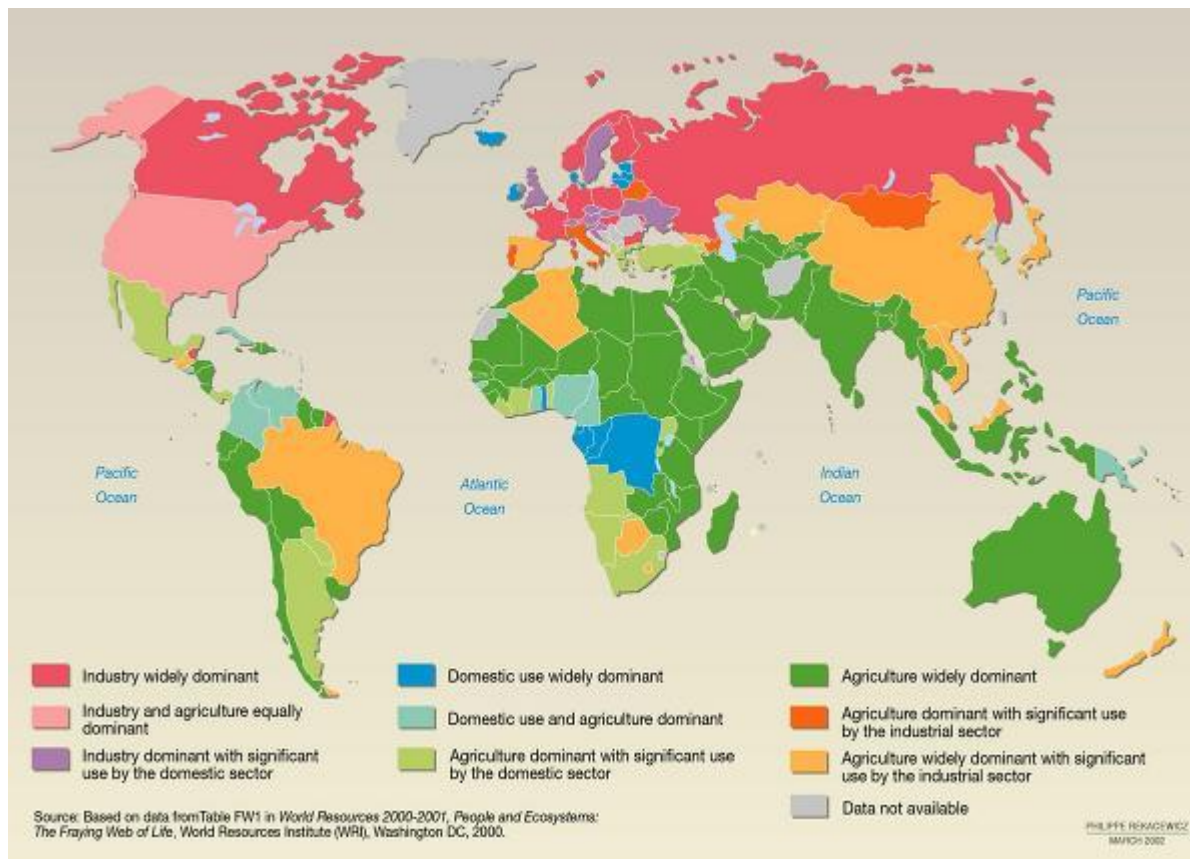 Pacific
Ocean
Pacific
Ocean
Atlantic
Ocean
Indian
Ocean
Industry widely dominant
Industry and agriculture equally
dominant
Industry dominant with significant
use by the domestic sector
Domestic use widely dominant
Domestic use and agriculture dominant
Agriculture dominant with significant use
by the domestic sector
Agriculture widely dominant
Agriculture dominant with significant use
by the industrial sector
Agriculture widely dominant with significant
use by the industrial sector
Data not available
Source: Based on data fromTable FW1 in World Resources 2000-2001, People and Ecosystems:
The Fraying Web of Life, World Resources Institute (WRI), Washington DC, 2000.
PHILIPPE REKACEWICZ
MARCH 2002